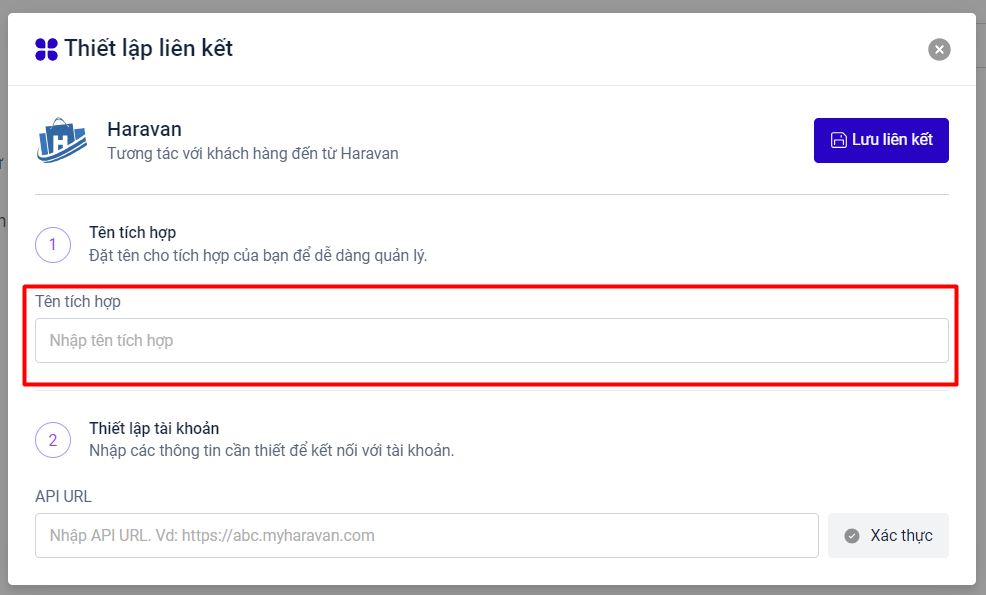 Thiết lập liên kết
Haravan
Tương tác với khách hàng đến từ Haravan
Lưu liên kết
1
Tên tích hợp
Đặt tên cho tích hợp của bạn để dễ dàng quản lý.
Tên tích hợp
Nhập tên tích hợp
2
Thiết lập tài khoản
Nhập các thông tin cần thiết để kết nối với tài khoản.
API URL
Nhập API URL. Vd: https://abc.myharavan.com
Xác thực